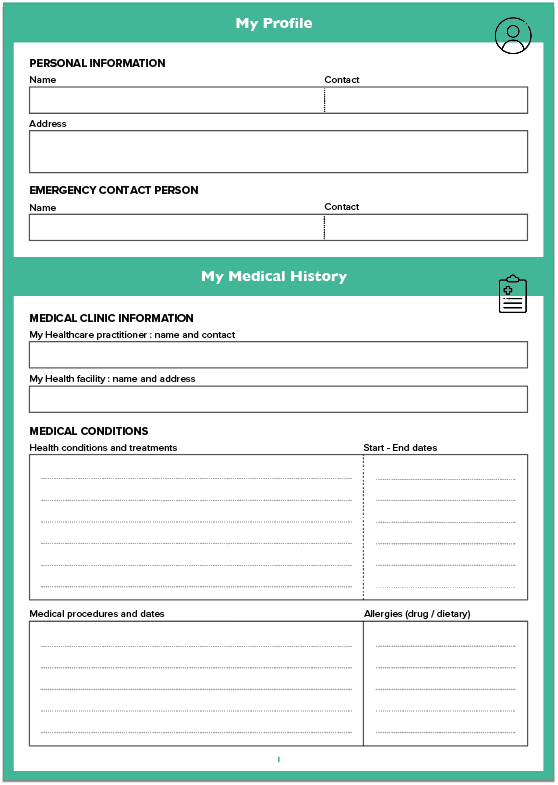 My Profile
PERSONAL INFORMATION
Name Contact
Address
EMERGENCY CONTACT PERSON
Name Contact
My Medical History
MEDICAL CLINIC INFORMATION
My Healthcare practitioner : name and contact
My Health facility : name and address
MEDICAL CONDITIONS
Health conditions and treatments Start - End dates
Medical procedures and dates Allergies (drug / dietary)
1